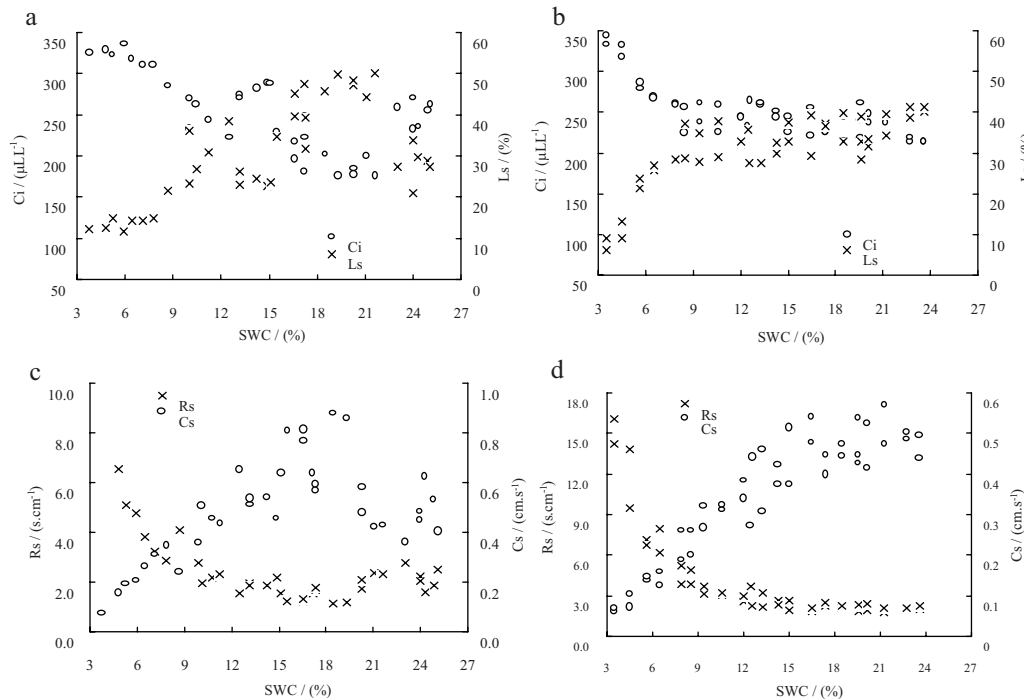 a
350
300
250
200
150
100
50
Ci / (μLL⁻¹)
60
50
40
30
20
10
0
Ls / (%)
Ci
Ls
3 6 9 12 15 18 21 24 27
SWC / (%)
b
350
300
250
200
150
100
50
Ci / (μLL⁻¹)
60
50
40
30
20
10
0
Ci
Ls
3 6 9 12 15 18 21 24 27
SWC / (%)
c
10.0
8.0
6.0
4.0
2.0
0.0
Rs / (s.cm⁻¹)
1.0
0.8
0.6
0.4
0.2
0.0
Cs / (cm.s⁻¹)
Rs
Cs
3 6 9 12 15 18 21 24 27
SWC / (%)
d
18.0
15.0
12.0
9.0
6.0
3.0
0.0
Rs / (s.cm⁻¹)
0.6
0.5
0.4
0.3
0.2
0.1
0
Cs / (cm.s⁻¹)
Rs
Cs
3 6 9 12 15 18 21 24 27
SWC / (%)